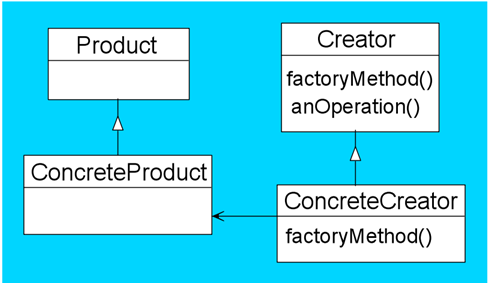 Product
Creator
factoryMethod()
anOperation()
ConcreteProduct
ConcreteCreator
factoryMethod()